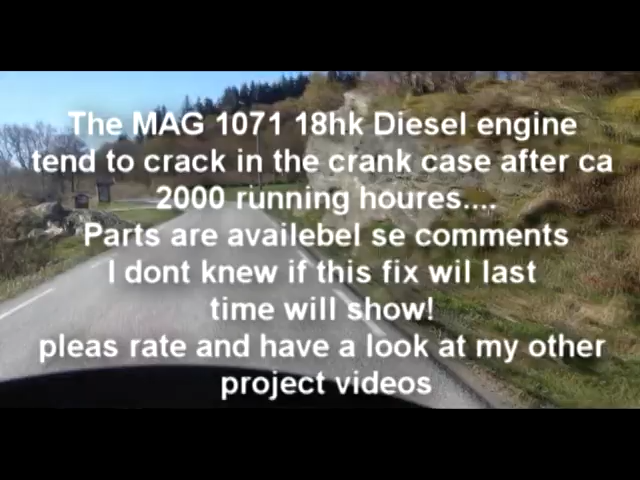 The MAG 1071 18hk Diesel engine
tend to crack in the crank case after ca
2000 running houres....
Parts are availebel se comments
I dont knew if this fix wil last
time will show!
pleas rate and have a look at my other
project videos